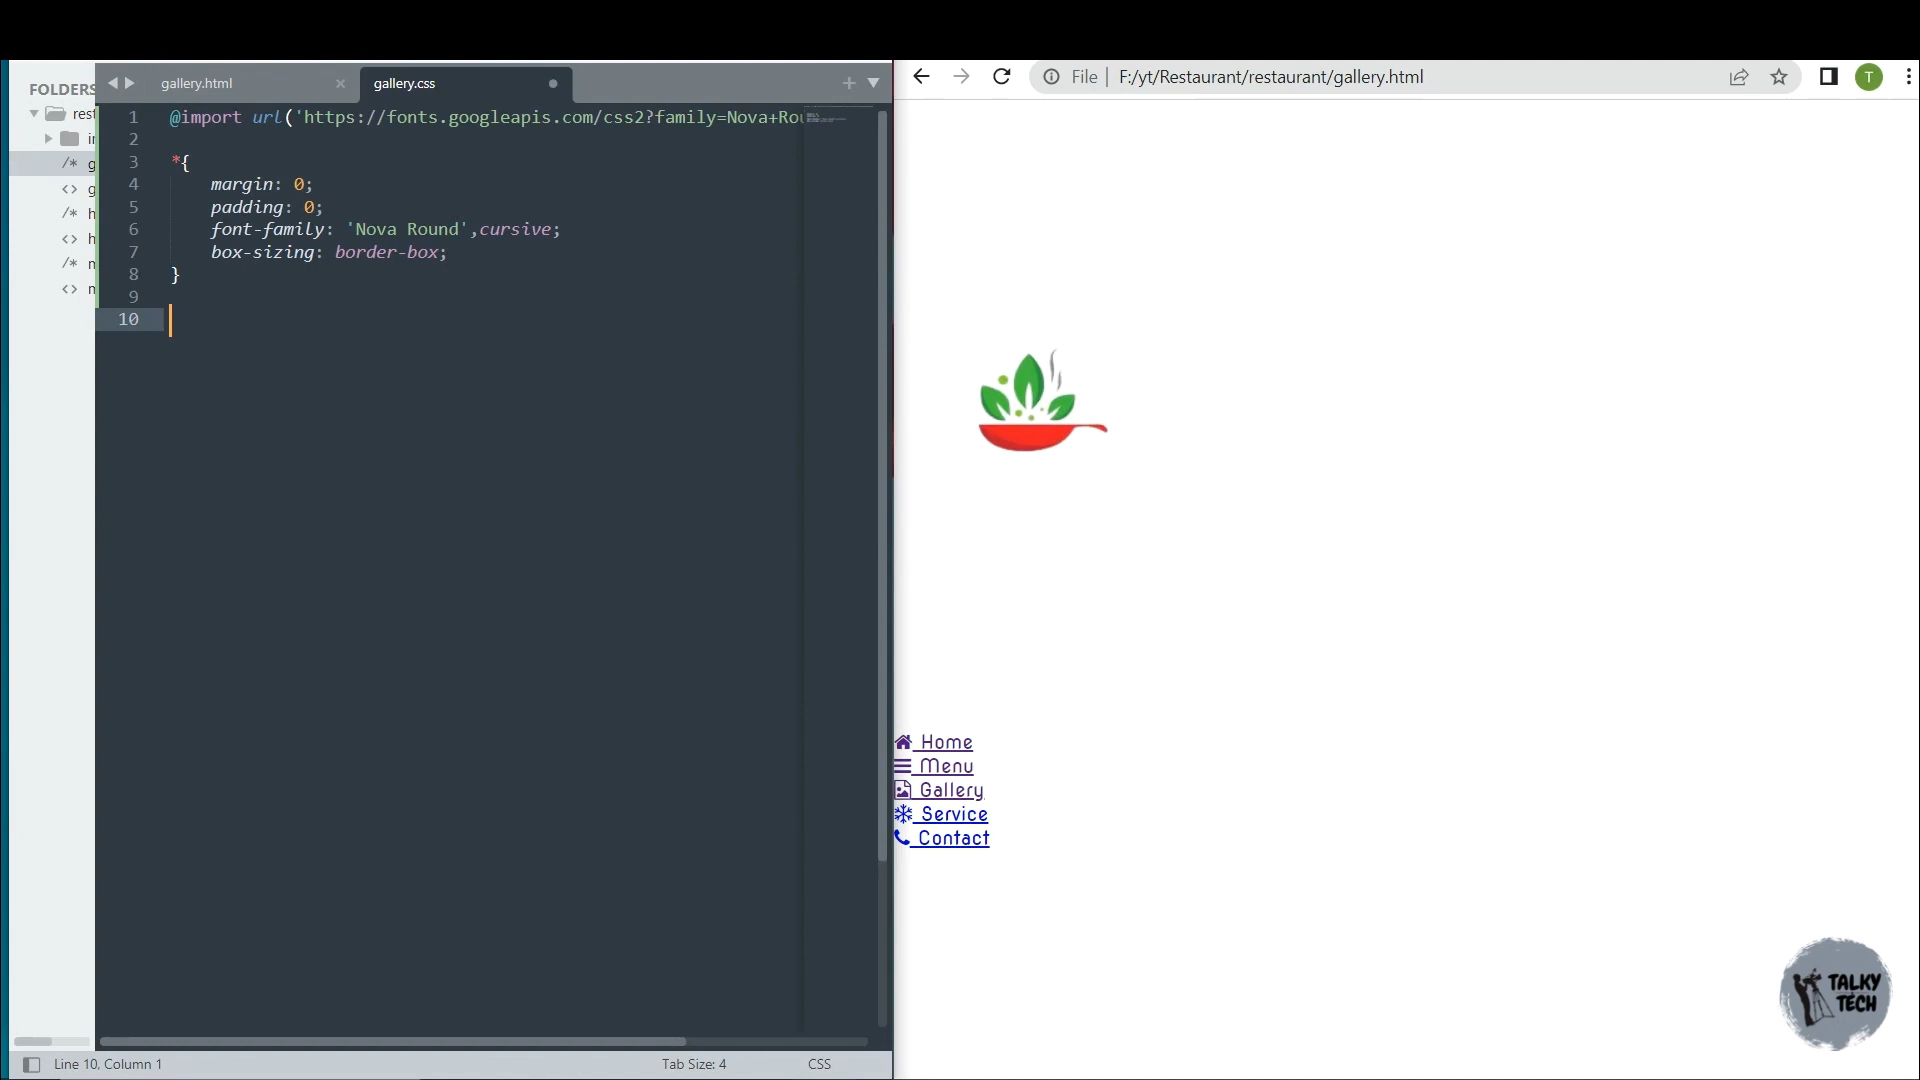 FOLDERS
gallery.html
gallery.css
File
F:/yt/Restaurant/restaurant/gallery.html
T
1 @import url('https://fonts.googleapis.com/css2?family=Nova+Rou
2
3 *{
4 margin: 0;
5 padding: 0;
6 font-family: 'Nova Round',cursive;
7 box-sizing: border-box;
8 }
9
10
rest
/* g
<> g
/* h
<> h
/* m
<> m
Home
Menu
Gallery
Service
Contact
TALKY
TECH
Line 10, Column 1
Tab Size: 4
CSS